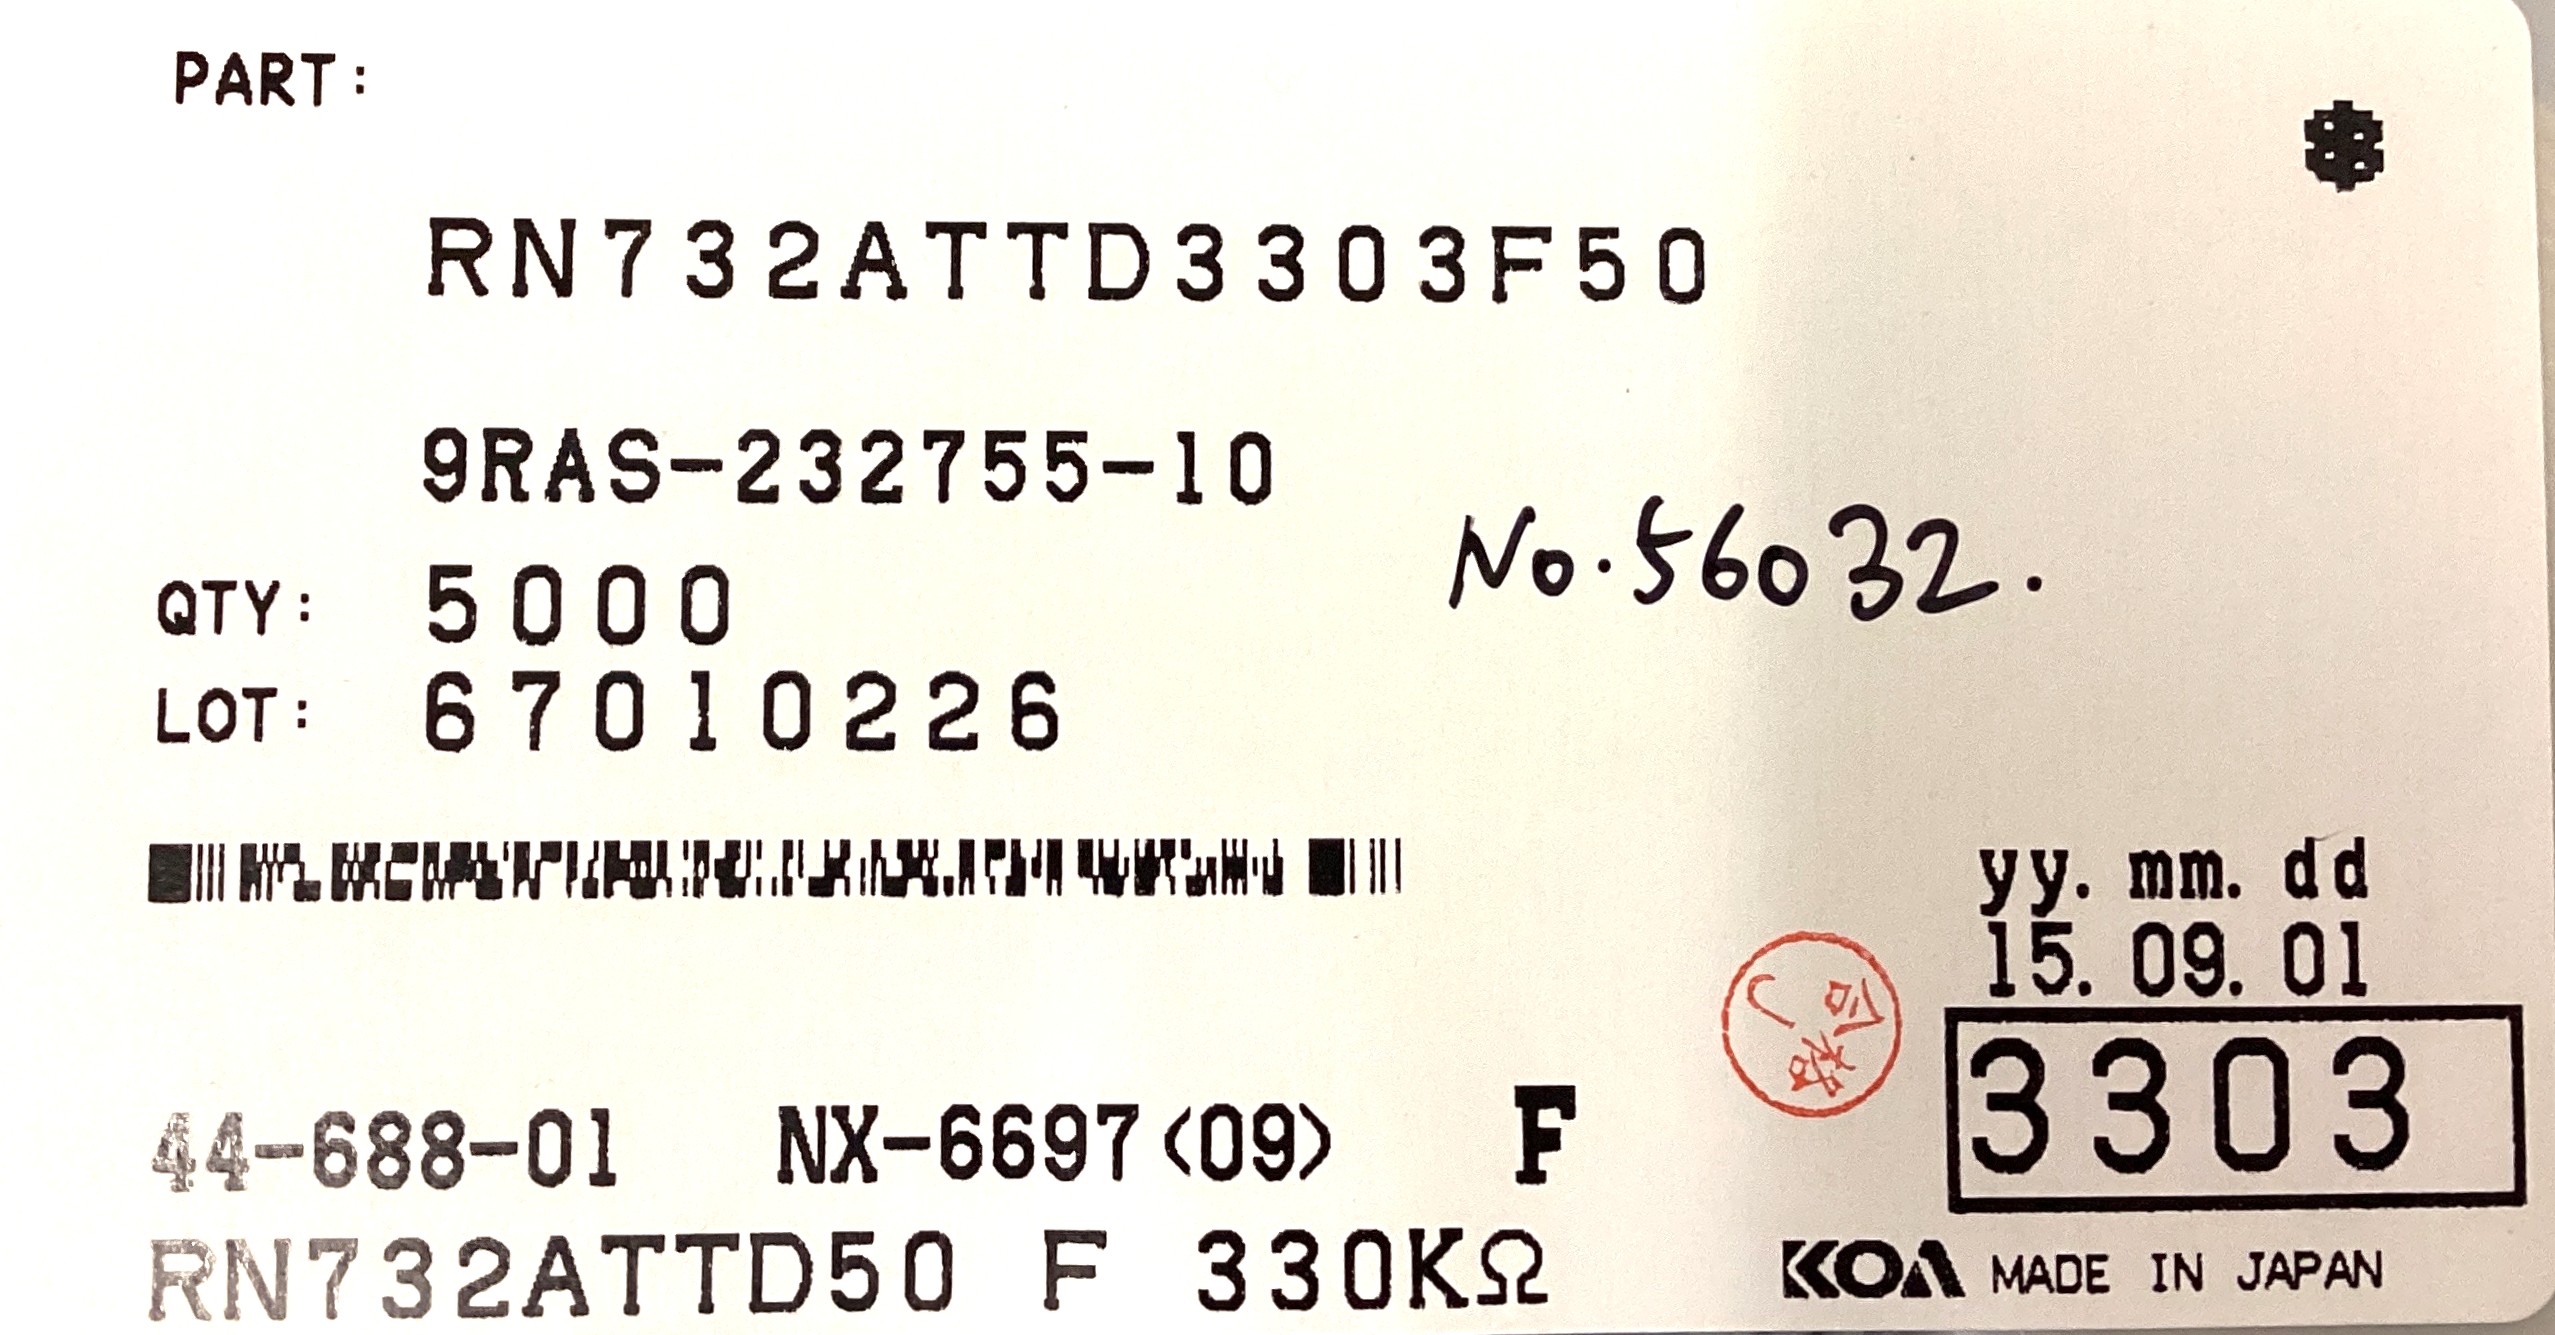 PART:
*
RN732ATTD3303F50
9RAS-232755-10
No.56032.
QTY: 5000
LOT: 67010226
yy. mm. dd
15. 09. 01
3303
44-688-01 NX-6697<09> F
RN732ATTD50 F 330KΩ
KOA MADE IN JAPAN